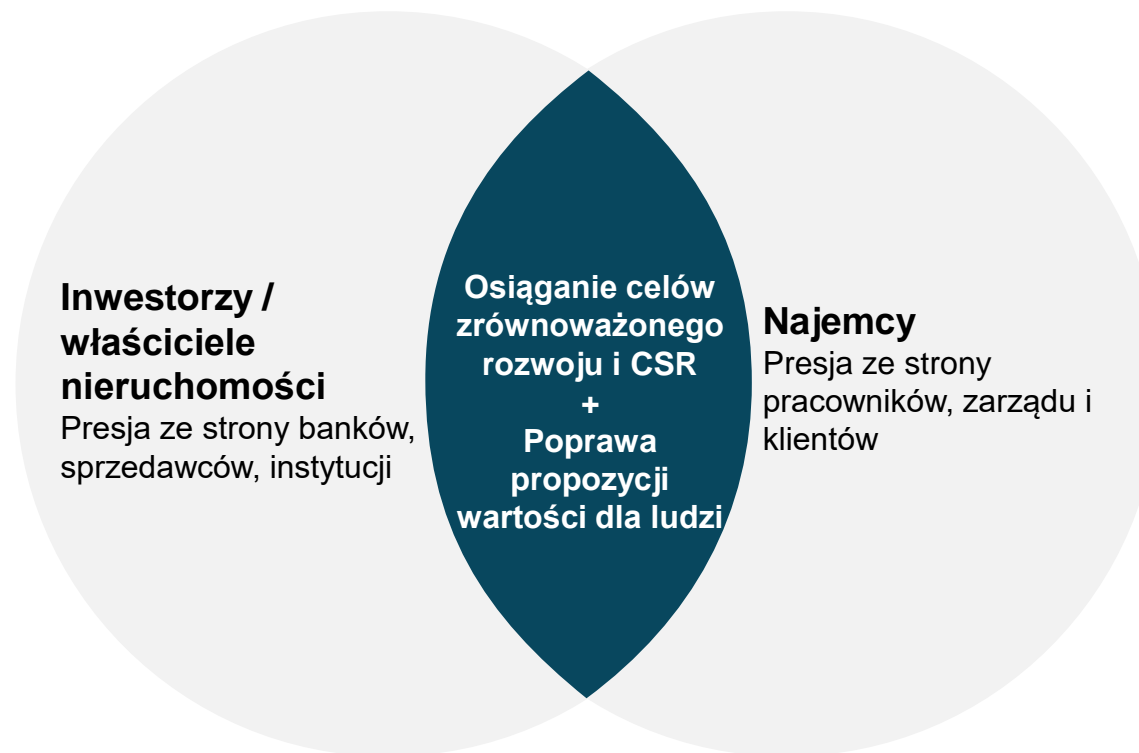 Inwestorzy /
właściciele
nieruchomości
Presja ze strony banków,
sprzedawców, instytucji
Osiąganie celów
zrównoważonego
rozwoju i CSR
+
Poprawa
propozycji
wartości dla ludzi
Najemcy
Presja ze strony
pracowników, zarządu i
klientów